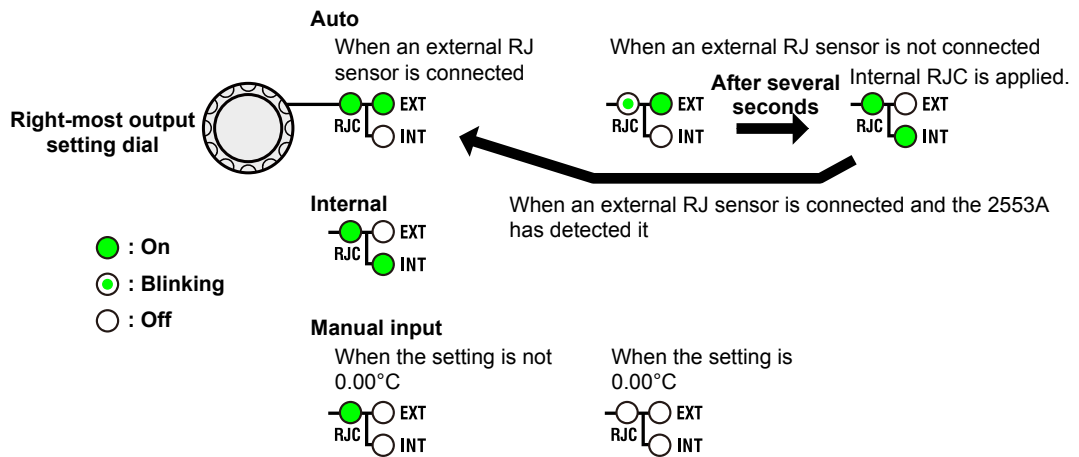 Auto
When an external RJ
sensor is connected
When an external RJ sensor is not connected
After several
seconds
Internal RJC is applied.
Right-most output
setting dial
RJC
EXT
INT
RJC
EXT
INT
RJC
EXT
INT
When an external RJ sensor is connected and the 2553A
has detected it
Internal
RJC
EXT
INT
: On
: Blinking
: Off
Manual input
When the setting is not
0.00°C
When the setting is
0.00°C
RJC
EXT
INT
RJC
EXT
INT